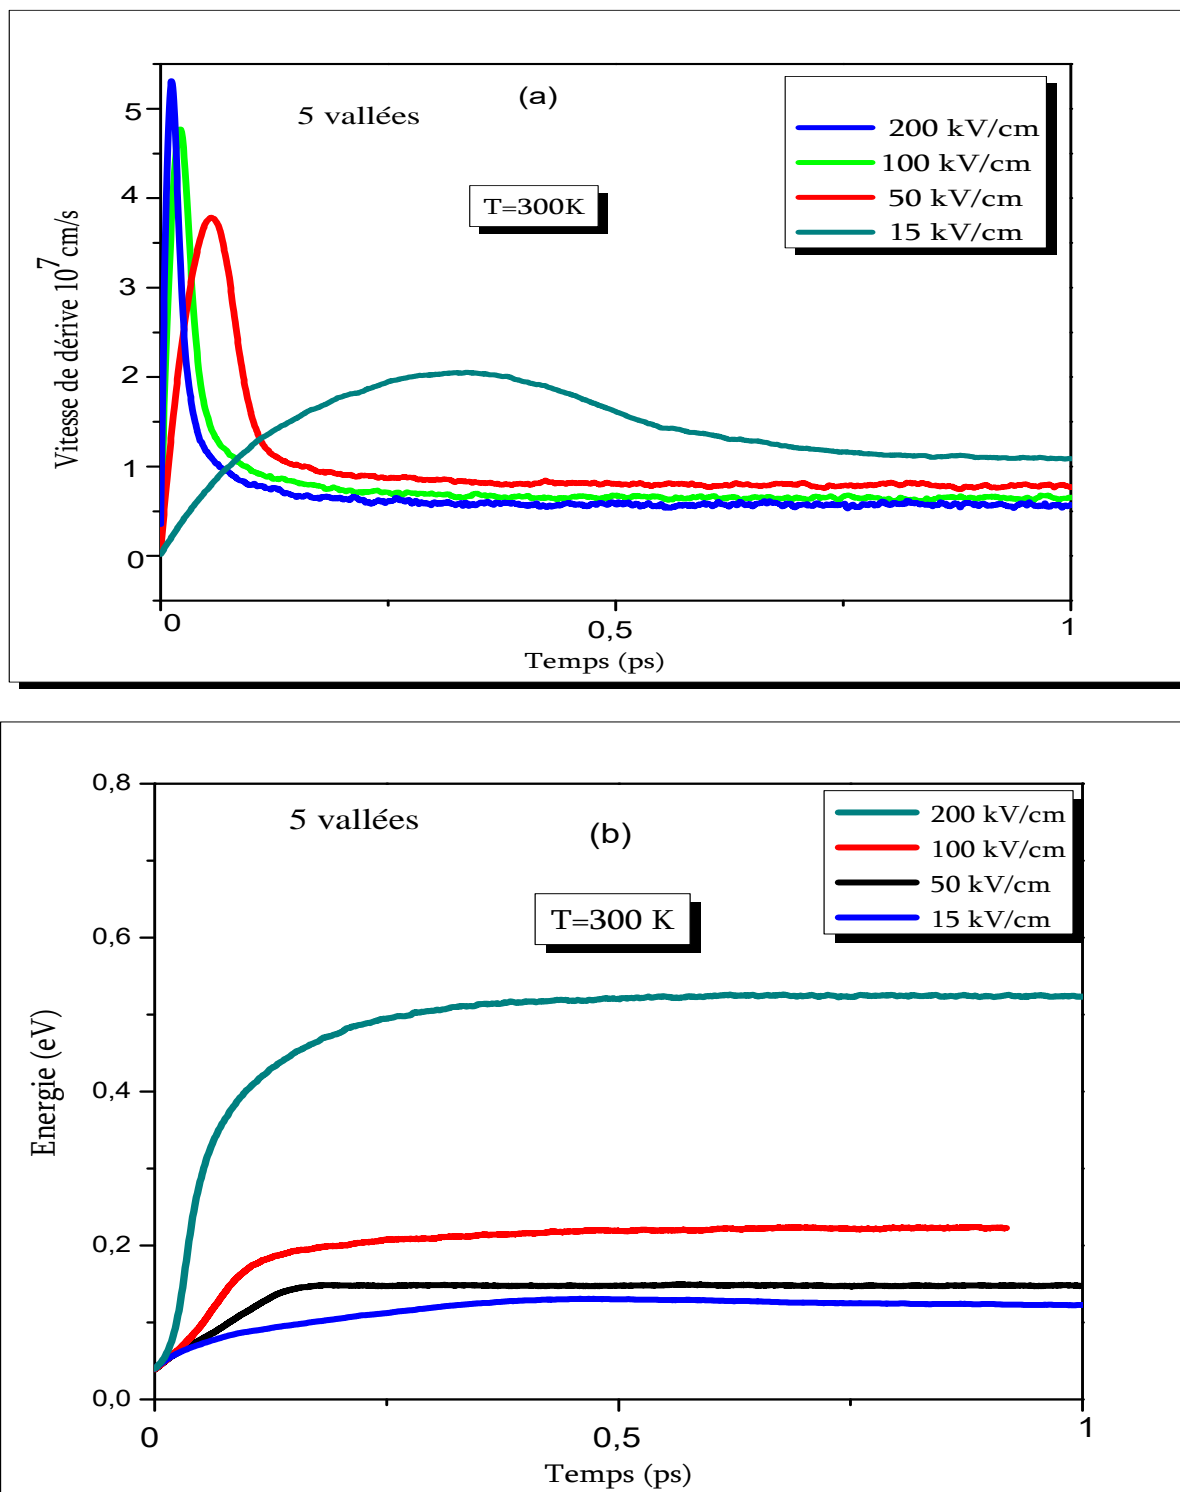 (a)
5 vallées
200 kV/cm
100 kV/cm
50 kV/cm
15 kV/cm
T=300K
Vitesse de dérive 10^7 cm/s
5
4
3
2
1
0
0
0,5
1
Temps (ps)
0,8
0,6
0,4
0,2
0,0
5 vallées
(b)
200 kV/cm
100 kV/cm
50 kV/cm
15 kV/cm
T=300 K
Energie (eV)
0
0,5
1
Temps (ps)